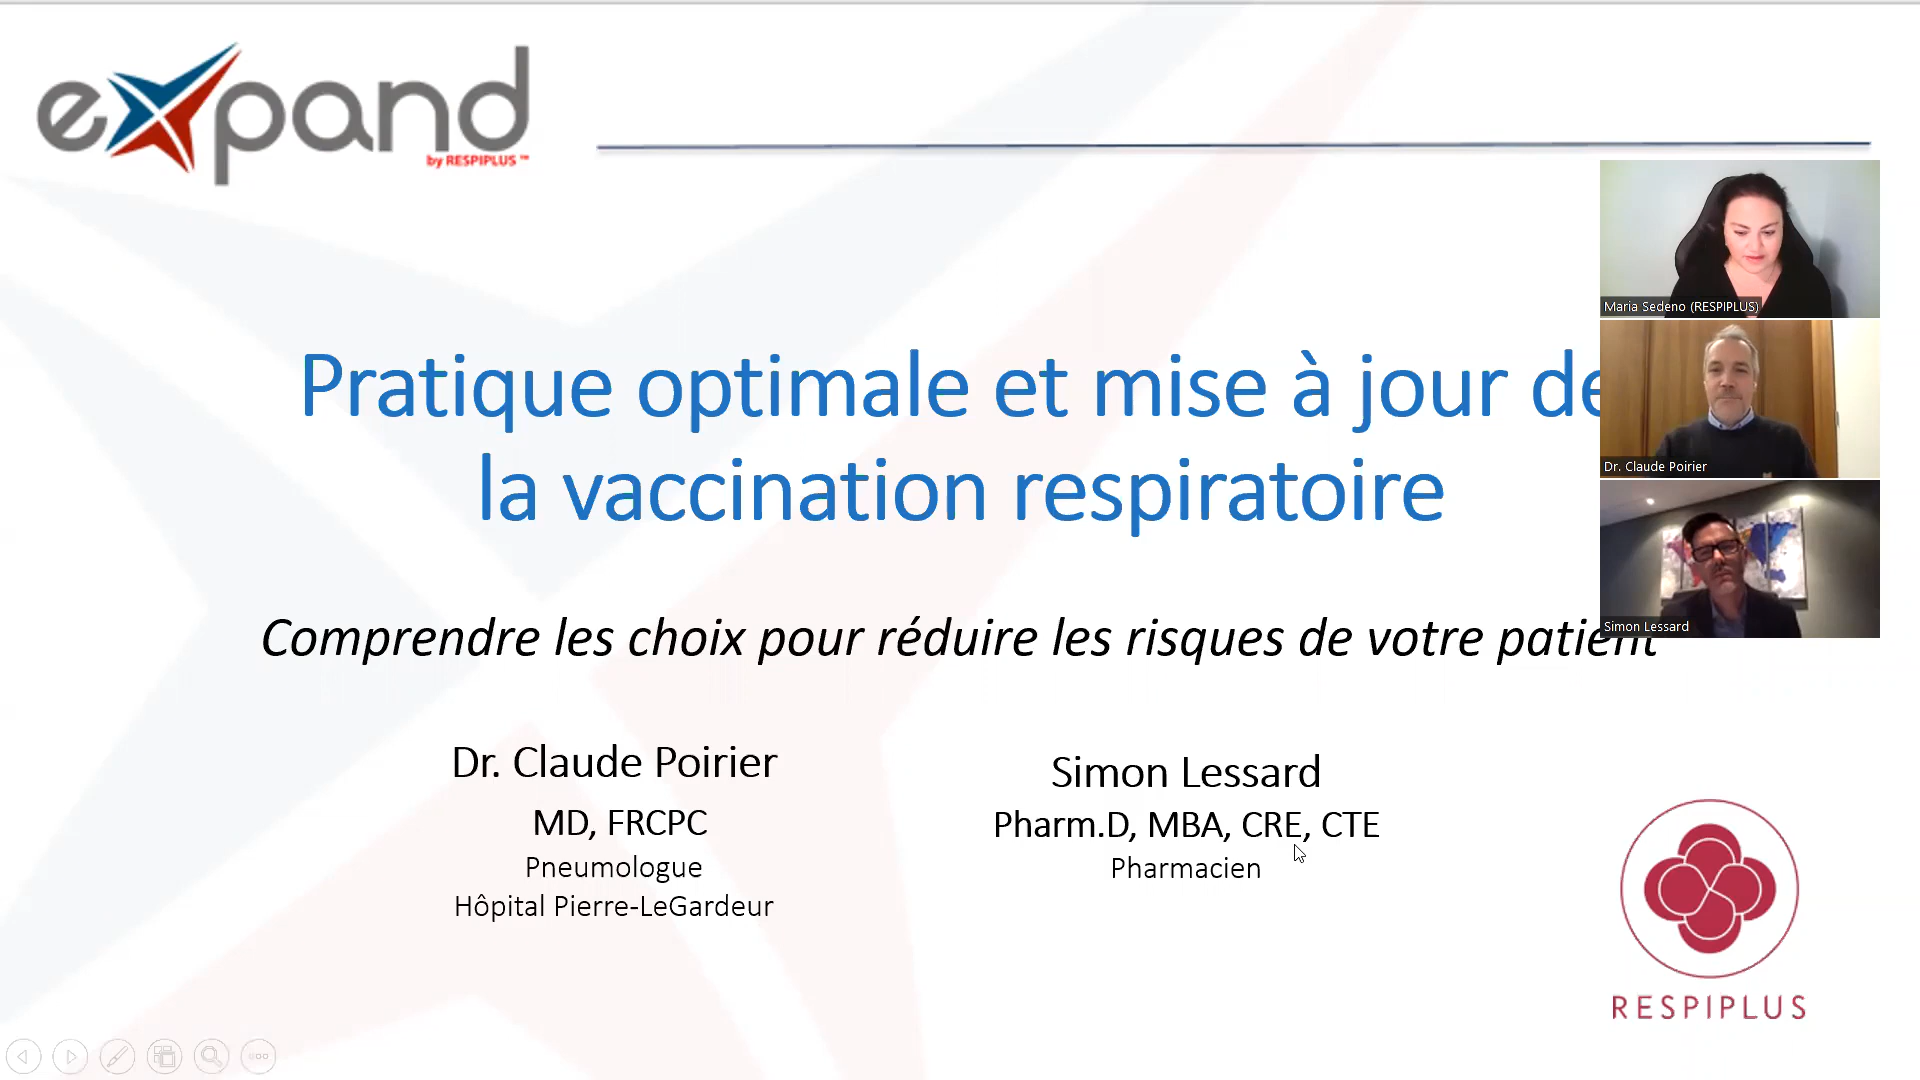 expand
by RESPIPLUS™
Maria Sedeno (RESPIPLUS)
Pratique optimale et mise à jour de
Dr. Claude Poirier
la vaccination respiratoire
Simon Lessard
Comprendre les choix pour réduire les risques de votre patient
Dr. Claude Poirier
MD, FRCPC
Pneumologue
Hôpital Pierre-LeGardeur
Simon Lessard
Pharm.D, MBA, CRE, CTE
Pharmacien
RESPIPLUS